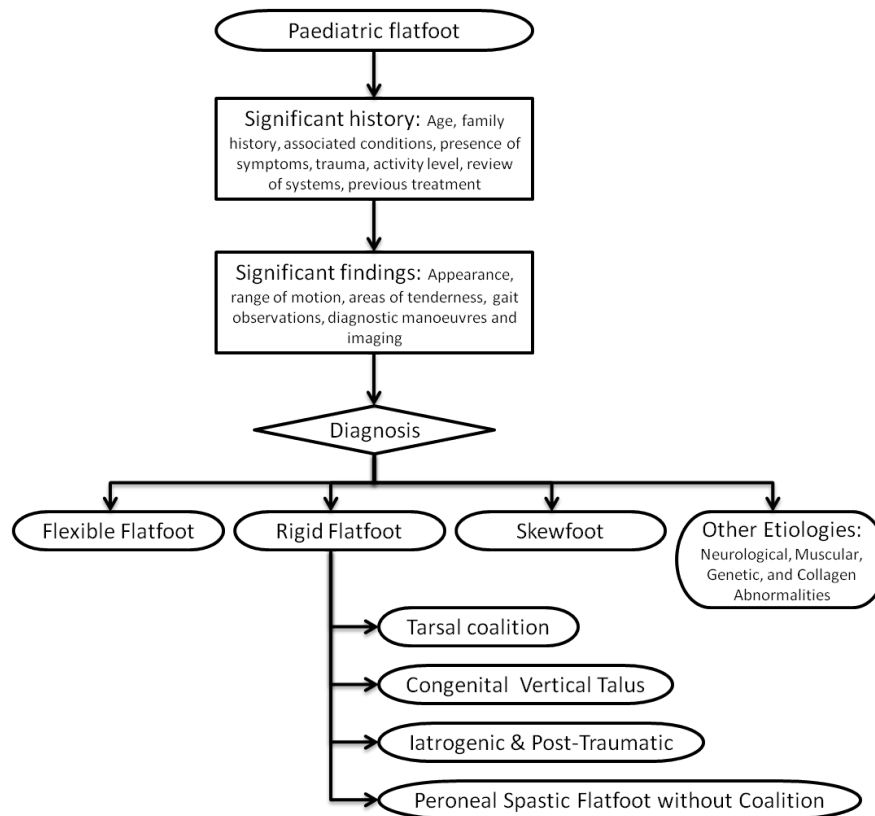 Paediatric flatfoot
Significant history: Age, family
history, associated conditions, presence of
symptoms, trauma, activity level, review
of systems, previous treatment
Significant findings: Appearance,
range of motion, areas of tenderness, gait
observations, diagnostic manoeuvres and
imaging
Diagnosis
Flexible Flatfoot
Rigid Flatfoot
Skewfoot
Other Etiologies:
Neurological, Muscular,
Genetic, and Collagen
Abnormalities
Tarsal coalition
Congenital Vertical Talus
Iatrogenic & Post-Traumatic
Peroneal Spastic Flatfoot without Coalition